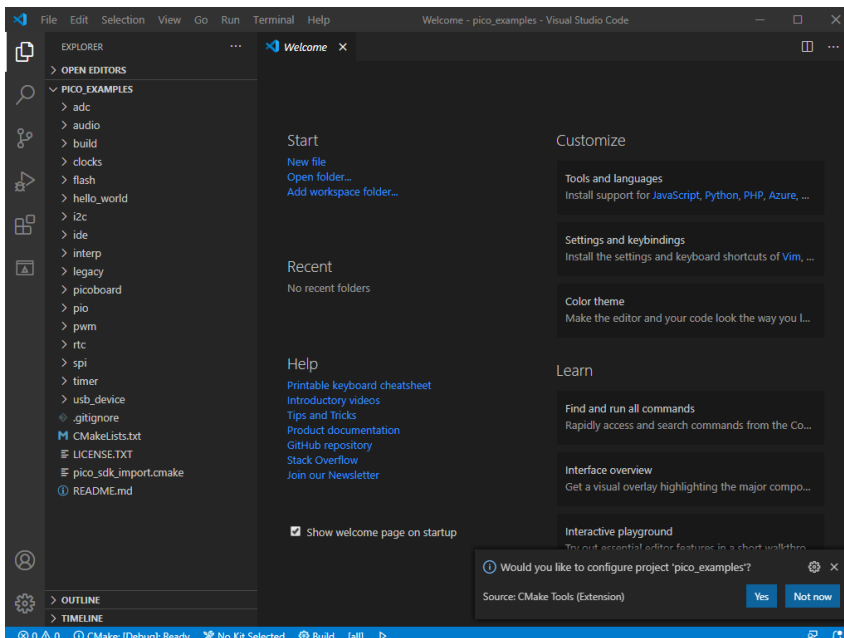 File Edit Selection View Go Run Terminal Help Welcome - pico_examples - Visual Studio Code
EXPLORER
Welcome
OPEN EDITORS
PICO_EXAMPLES
adc
audio
build
clocks
flash
hello_world
i2c
ide
interp
legacy
picoboard
pio
pwm
rtc
spi
timer
usb_device
.gitignore
CMakeLists.txt
LICENSE.TXT
pico_sdk_import.cmake
README.md
OUTLINE
TIMELINE
Start
New file
Open folder...
Add workspace folder...
Recent
No recent folders
Help
Printable keyboard cheatsheet
Introductory videos
Tips and Tricks
Product documentation
GitHub repository
Stack Overflow
Join our Newsletter
Show welcome page on startup
Customize
Tools and languages
Install support for JavaScript, Python, PHP, Azure, ...
Settings and keybindings
Install the settings and keyboard shortcuts of Vim, ...
Color theme
Make the editor and your code look the way you l...
Learn
Find and run all commands
Rapidly access and search commands from the Co...
Interface overview
Get a visual overlay highlighting the major compo...
Interactive playground
Try out essential editor features in a short walkthro...
Would you like to configure project 'pico_examples'?
Source: CMake Tools (Extension)
Yes Not now
0 0 CMake: [Debug]: Ready No Kit Selected Build [all]